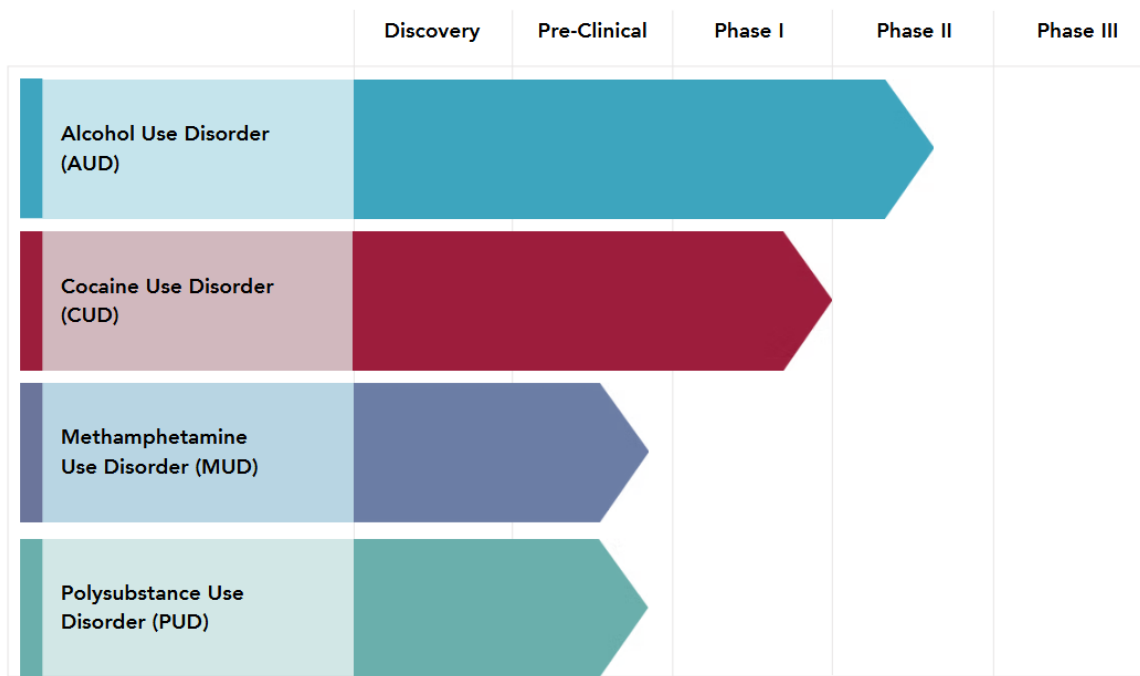 Discovery Pre-Clinical Phase I Phase II Phase III
Alcohol Use Disorder
(AUD)
Cocaine Use Disorder
(CUD)
Methamphetamine
Use Disorder (MUD)
Polysubstance Use
Disorder (PUD)